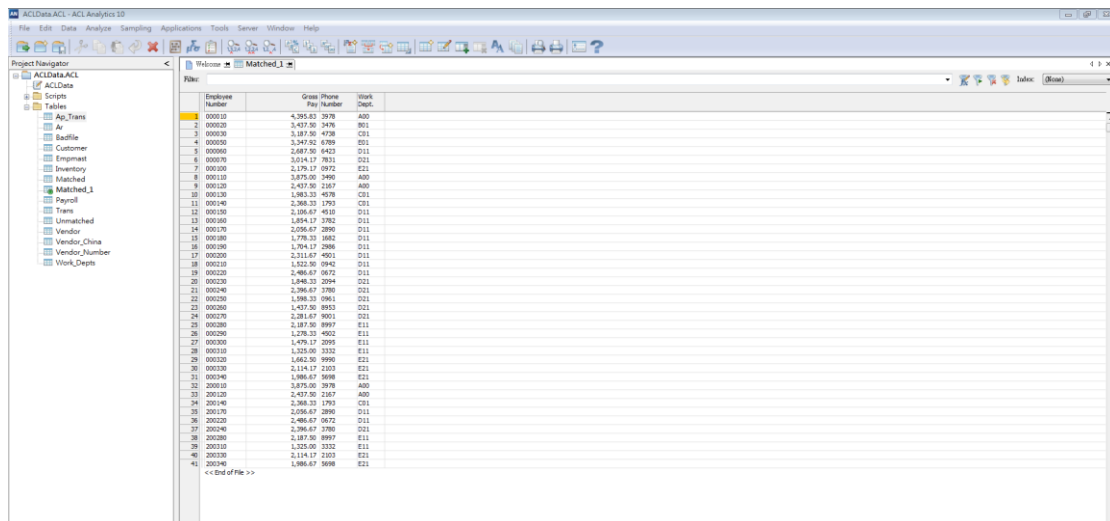 ACLData.ACL - ACL Analytics 10
File Edit Data Analyze Sampling Applications Tools Server Window Help
Project Navigator
Welcome Matched_1
ACLData.ACL
ACLData
Scripts
Tables
Ap_Trans
Ar
Badfile
Customer
Empmast
Inventory
Matched
Matched_1
Payroll
Trans
Unmatched
Vendor
Vendor_China
Vendor_Number
Work_Depts
Filter: Index: (None)
Employee Number Gross Pay Phone Number Work Dept.
1 000010 4,395.83 3978 A00
2 000020 3,437.50 3476 B01
3 000030 3,187.50 4738 C01
4 000050 3,347.92 6789 E01
5 000060 2,687.50 6423 D11
6 000070 3,014.17 7831 D21
7 000100 2,179.17 0972 E21
8 000110 3,875.00 3490 A00
9 000120 2,437.50 2167 A00
10 000130 1,983.33 4578 C01
11 000140 2,368.33 1793 C01
12 000150 2,106.67 4510 D11
13 000160 1,854.17 3782 D11
14 000170 2,056.67 2890 D11
15 000180 1,778.33 1682 D11
16 000190 1,704.17 2986 D11
17 000200 2,311.67 4501 D11
18 000210 1,522.50 0942 D11
19 000220 2,486.67 0672 D11
20 000230 1,848.33 2094 D21
21 000240 2,396.67 3780 D21
22 000250 1,598.33 0961 D21
23 000260 1,437.50 8953 D21
24 000270 2,281.67 9001 D21
25 000280 2,187.50 8997 E11
26 000290 1,278.33 4502 E11
27 000300 1,479.17 2095 E11
28 000310 1,325.00 3332 E11
29 000320 1,662.50 9990 E21
30 000330 2,114.17 2103 E21
31 000340 1,986.67 5698 E21
32 200010 3,875.00 3978 A00
33 200120 2,437.50 2167 A00
34 200140 2,368.33 1793 C01
35 200170 2,056.67 2890 D11
36 200220 2,486.67 0672 D11
37 200240 2,396.67 3780 D21
38 200280 2,187.50 8997 E11
39 200310 1,325.00 3332 E11
40 200330 2,114.17 2103 E21
41 200340 1,986.67 5698 E21
<< End of File >>